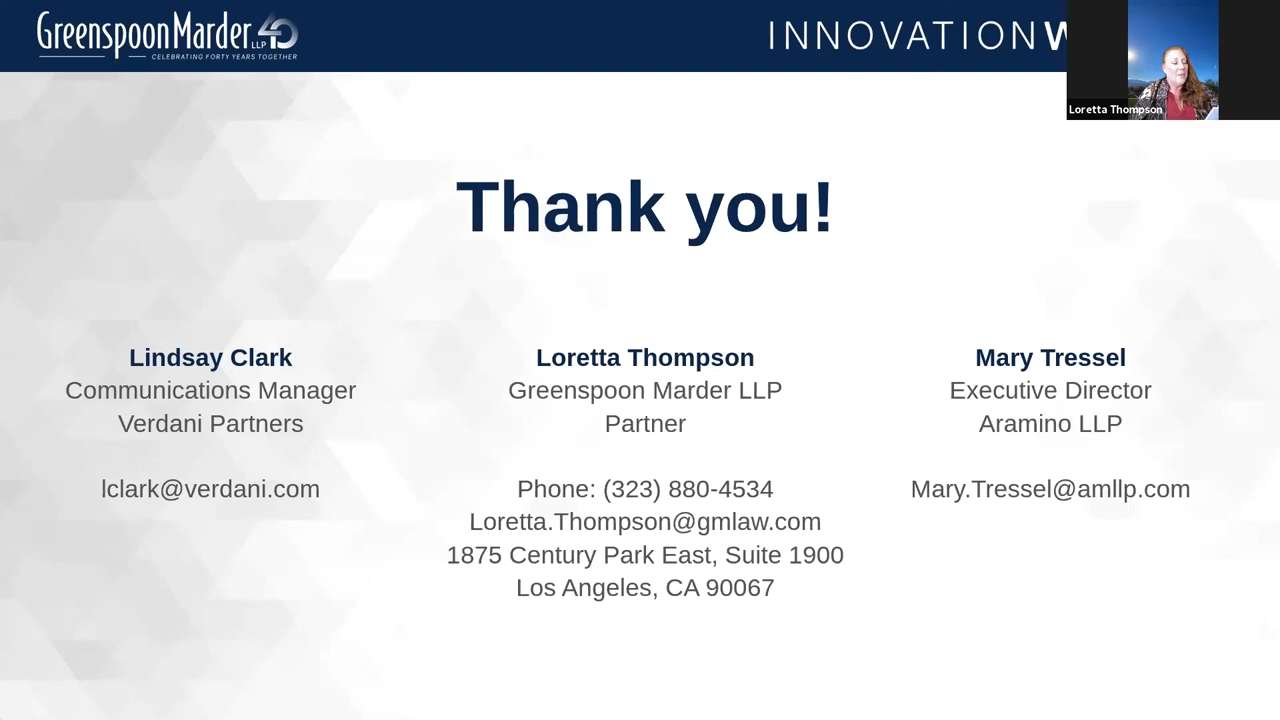 GreenspoonMarder LLP 40
CELEBRATING FORTY YEARS TOGETHER
INNOVATION
Loretta Thompson
Thank you!
Lindsay Clark
Communications Manager
Verdani Partners
lclark@verdani.com
Loretta Thompson
Greenspoon Marder LLP
Partner
Phone: (323) 880-4534
Loretta.Thompson@gmlaw.com
1875 Century Park East, Suite 1900
Los Angeles, CA 90067
Mary Tressel
Executive Director
Aramino LLP
Mary.Tressel@amllp.com